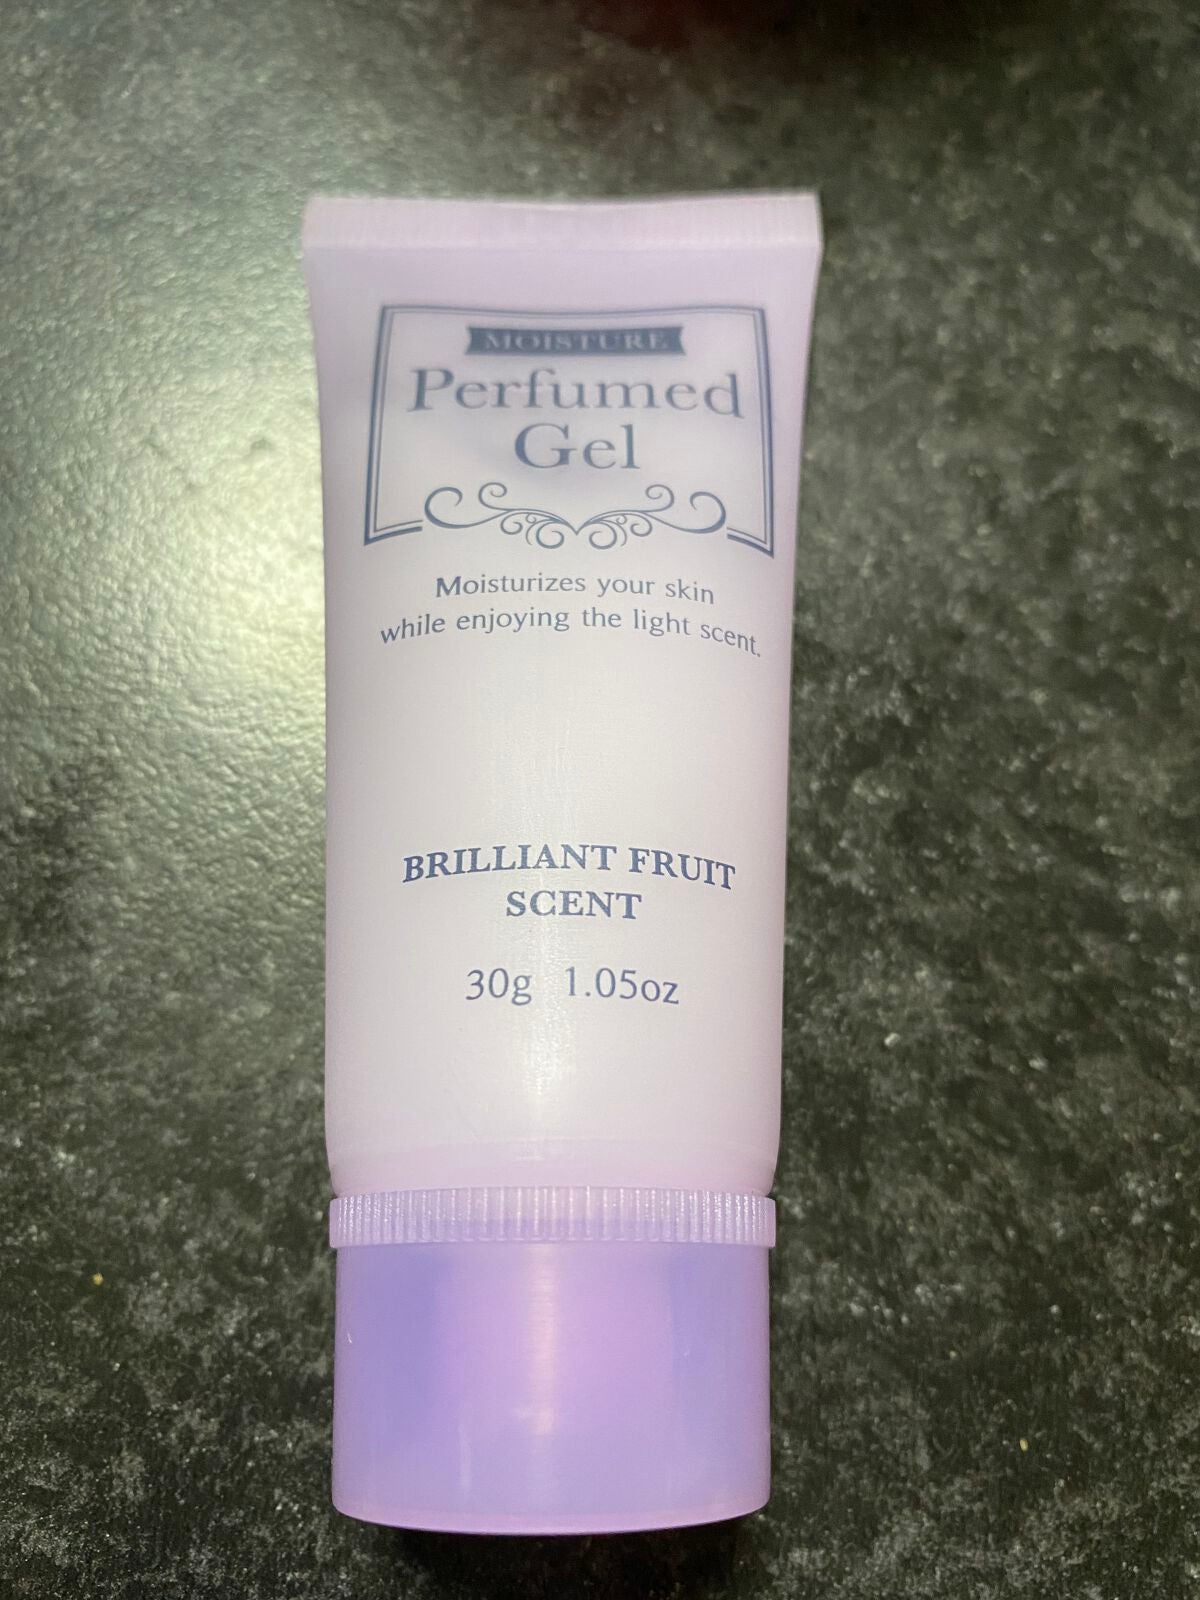 MOISTURE
Perfumed
Gel
Moisturizes your skin
while enjoying the light scent.
BRILLIANT FRUIT
SCENT
30g 1.05oz